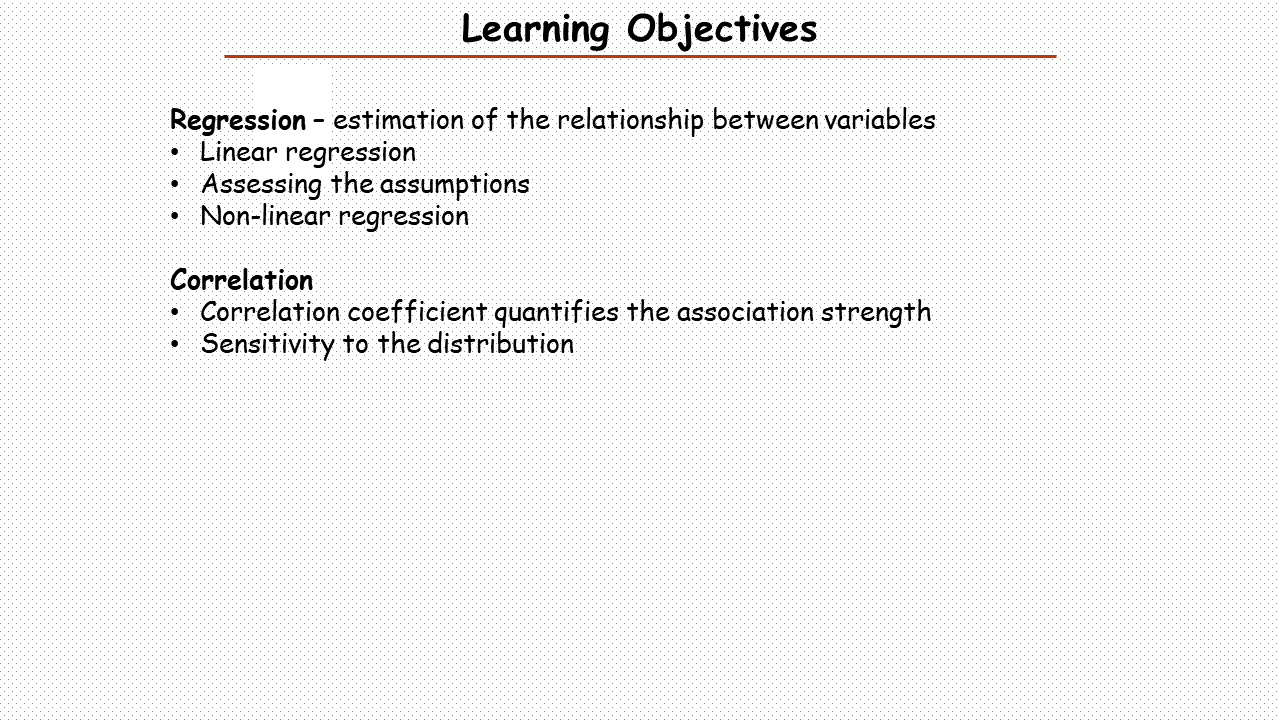 Learning Objectives
Regression – estimation of the relationship between variables
• Linear regression
• Assessing the assumptions
• Non-linear regression
Correlation
• Correlation coefficient quantifies the association strength
• Sensitivity to the distribution